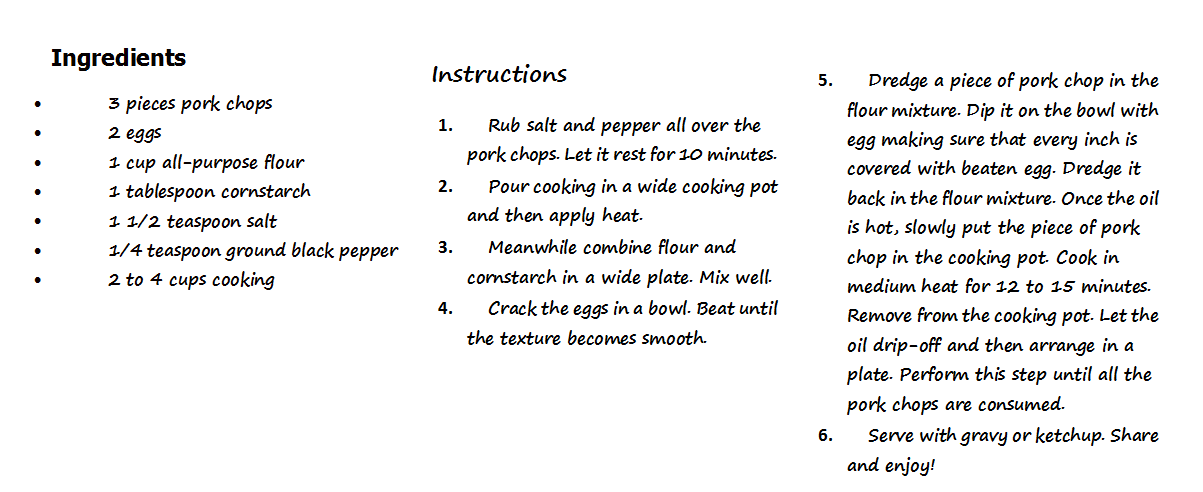 Ingredients
• 3 pieces pork chops
• 2 eggs
• 1 cup all-purpose flour
• 1 tablespoon cornstarch
• 1 1/2 teaspoon salt
• 1/4 teaspoon ground black pepper
• 2 to 4 cups cooking
Instructions
1. Rub salt and pepper all over the
pork chops. Let it rest for 10 minutes.
2. Pour cooking in a wide cooking pot
and then apply heat.
3. Meanwhile combine flour and
cornstarch in a wide plate. Mix well.
4. Crack the eggs in a bowl. Beat until
the texture becomes smooth.
5. Dredge a piece of pork chop in the
flour mixture. Dip it on the bowl with
egg making sure that every inch is
covered with beaten egg. Dredge it
back in the flour mixture. Once the oil
is hot, slowly put the piece of pork
chop in the cooking pot. Cook in
medium heat for 12 to 15 minutes.
Remove from the cooking pot. Let the
oil drip-off and then arrange in a
plate. Perform this step until all the
pork chops are consumed.
6. Serve with gravy or ketchup. Share
and enjoy!